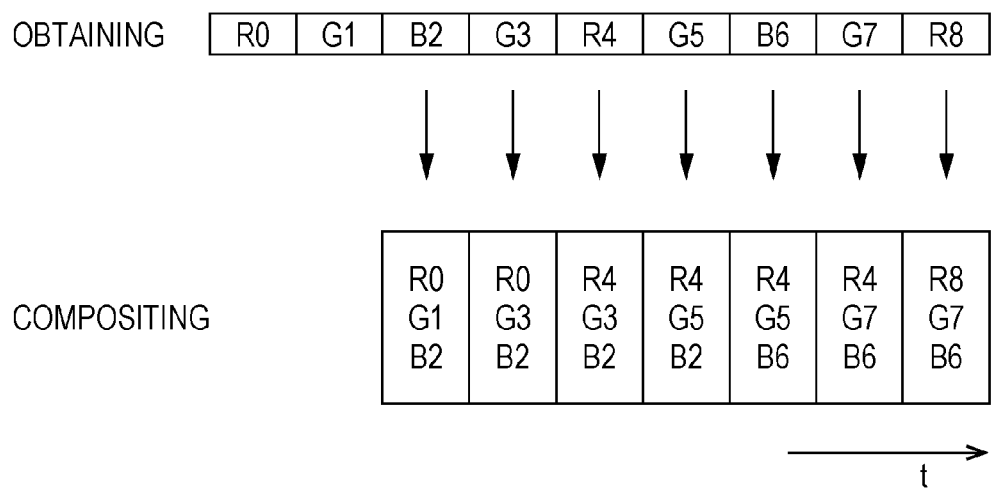 OBTAINING R0 G1 B2 G3 R4 G5 B6 G7 R8
R0 R0 R4 R4 R4 R4 R8
COMPOSITING G1 G3 G3 G5 G5 G7 G7
B2 B2 B2 B2 B6 B6 B6
t